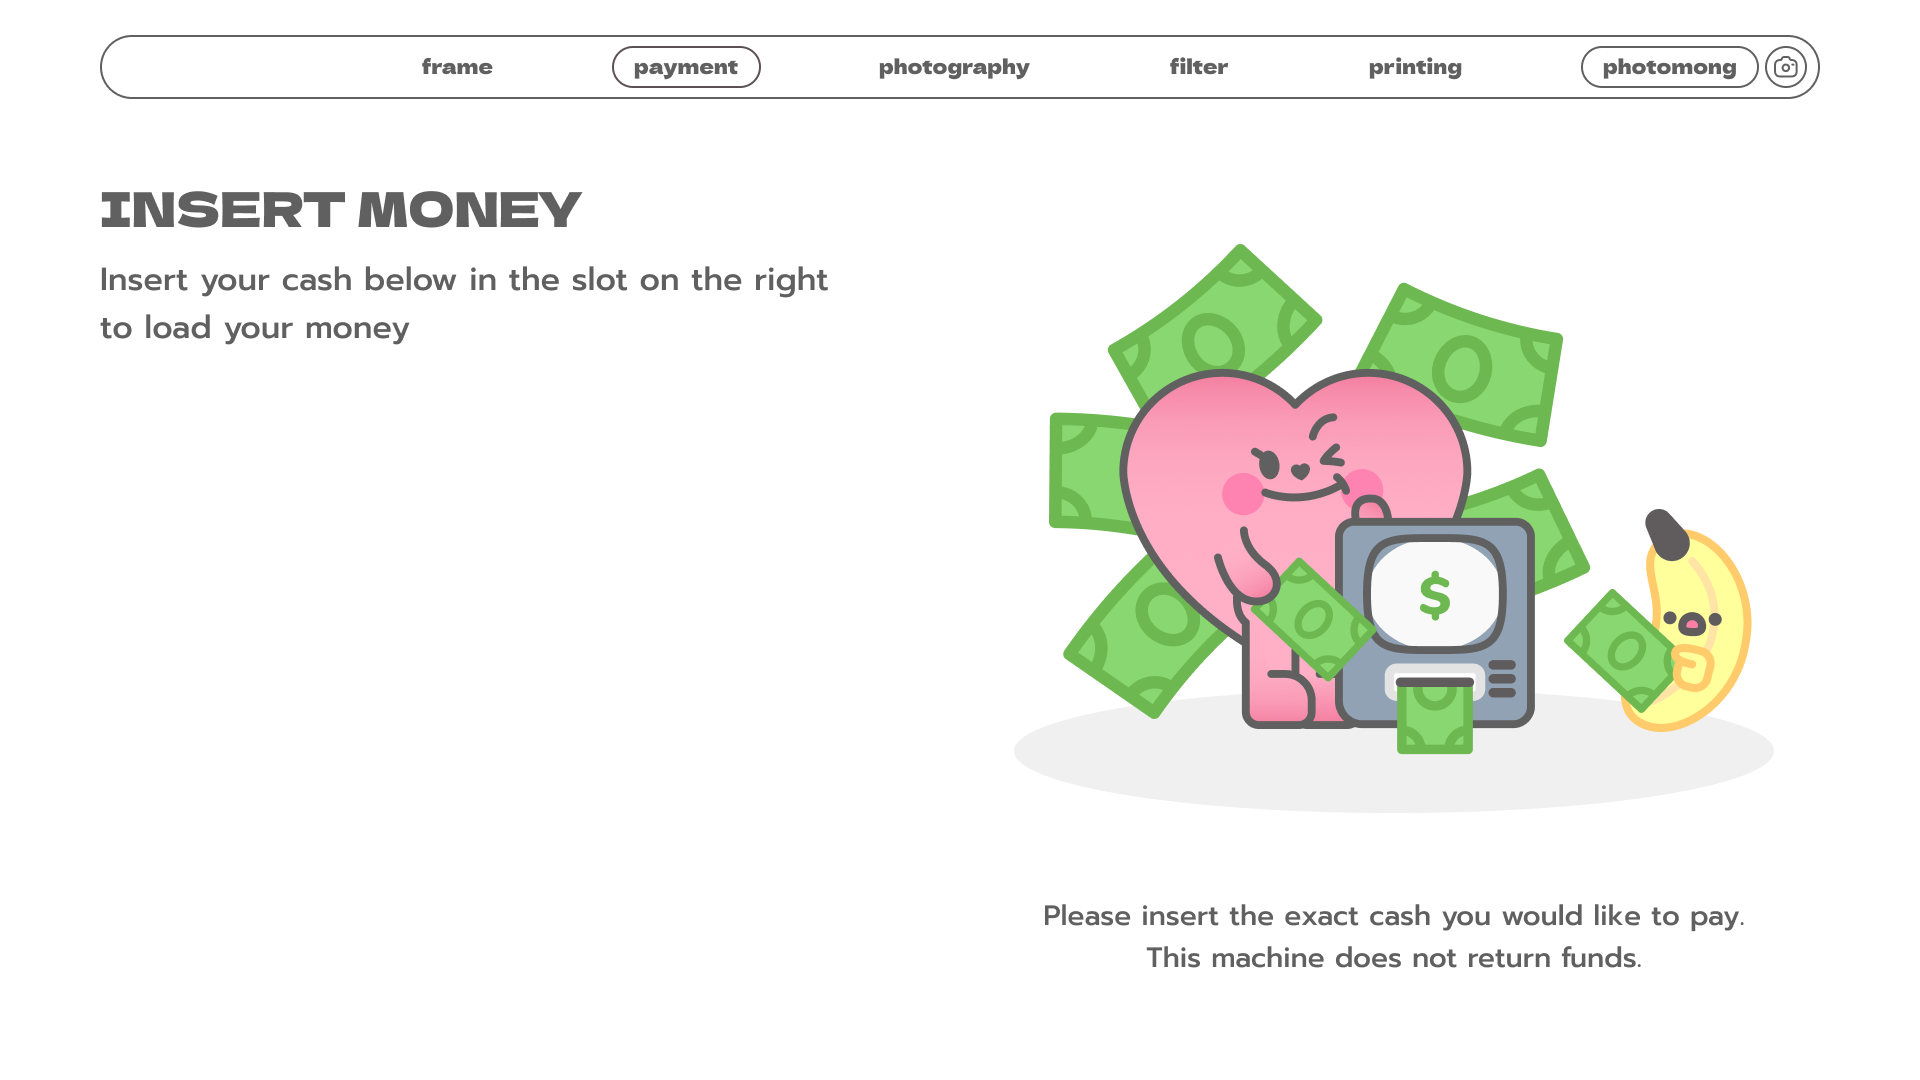 frame
payment
photography
filter
printing
photomong
INSERT MONEY
Insert your cash below in the slot on the right
to load your money
$
Please insert the exact cash you would like to pay.
This machine does not return funds.